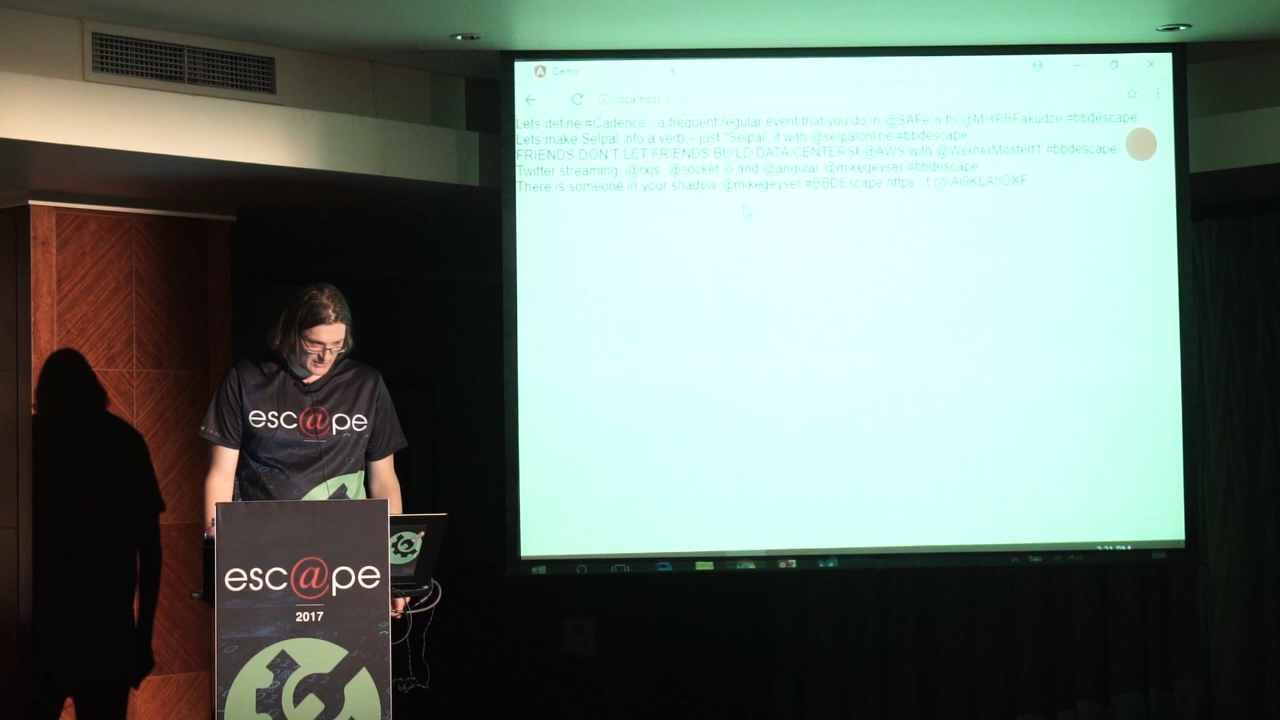 Demo
localhost
Lets define #Cadence - a frequent regular event that you do in @SAFe with @MrsPBFakudze #bbdescape
Lets make Selpal into a verb - just "Selpal" it with @selpalonline #bbdescape
FRIENDS DON'T LET FRIENDS BUILD DATA CENTERS! @AWS with @WernerMostert1 #bbdescape
Twitter streaming, @rxjs, @socket.io and @angular @mikegeyser #bbdescape
There is someone in your shadow @mikegeyser #BBDEscape
esc@pe
esc@pe
2017